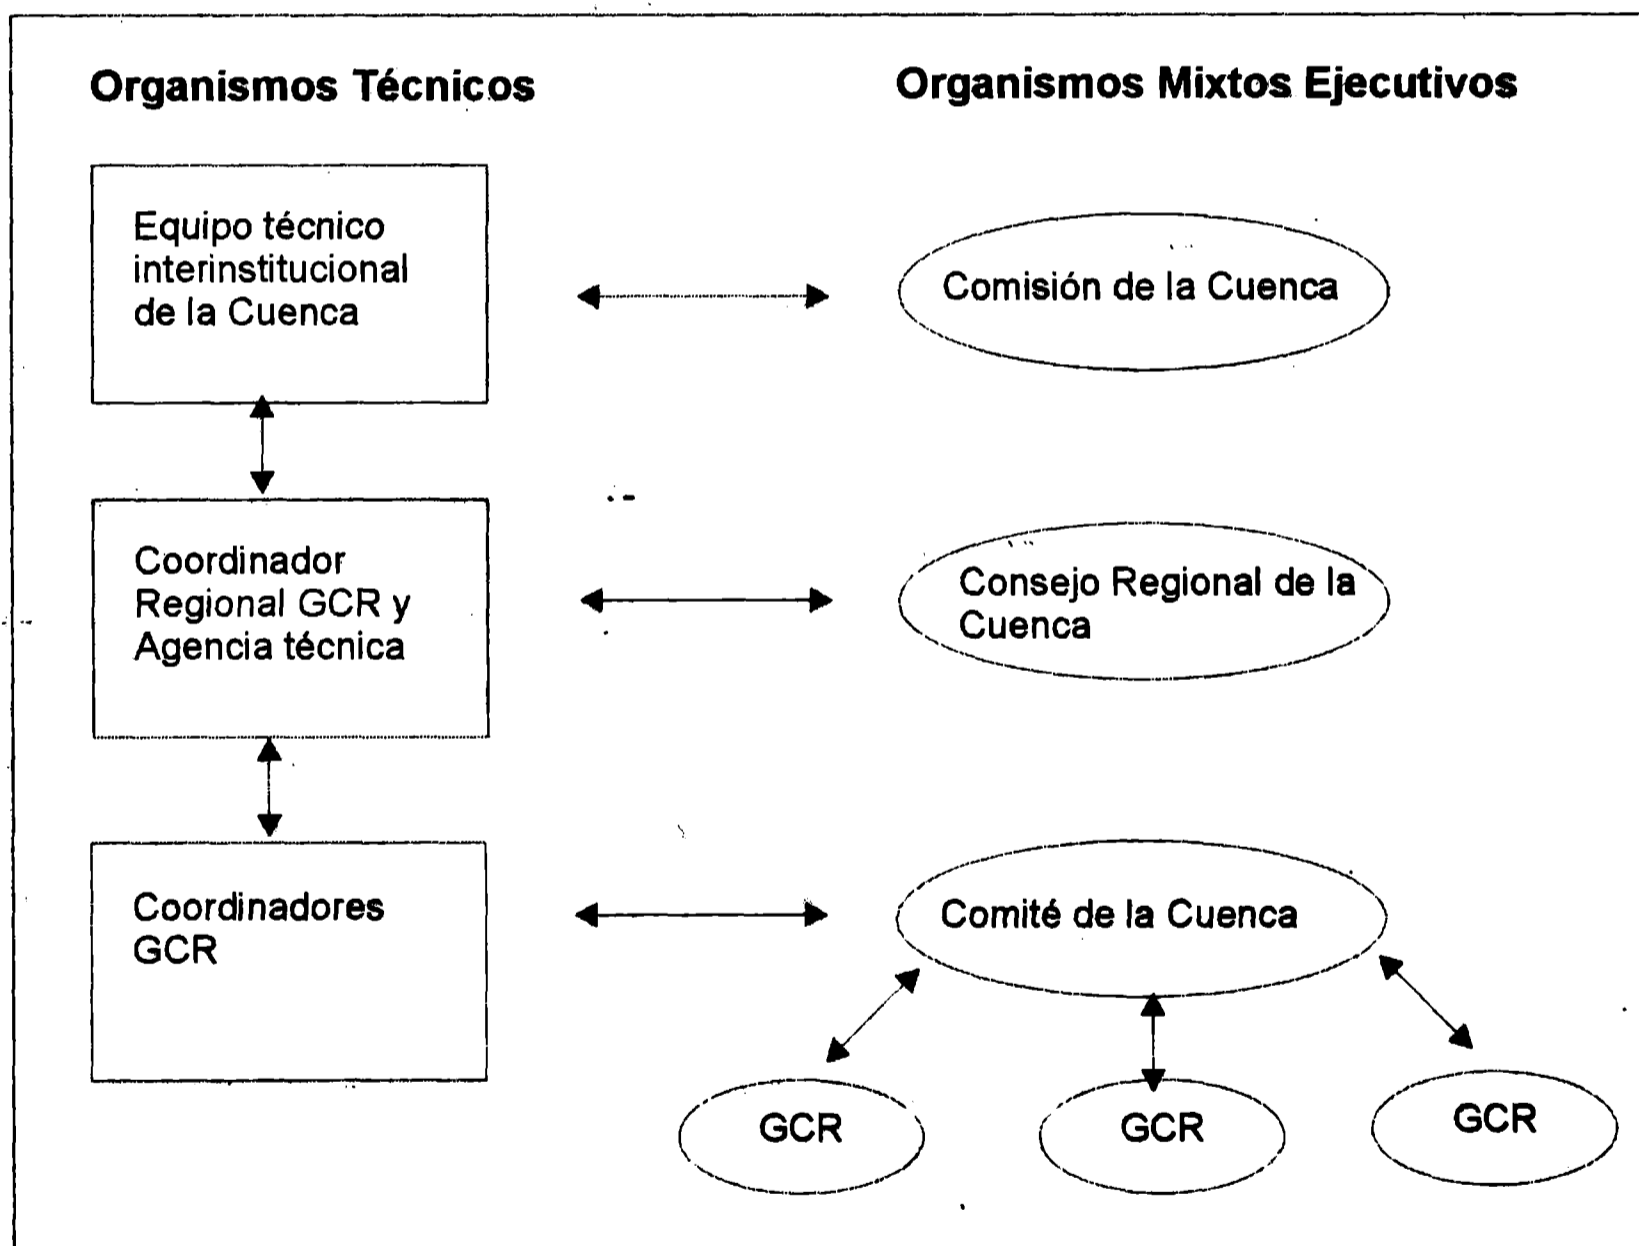 Organismos Técnicos
Organismos Mixtos Ejecutivos
Equipo técnico
interinstitucional
de la Cuenca
Comisión de la Cuenca
Coordinador
Regional GCR y
Agencia técnica
Consejo Regional de la
Cuenca
Coordinadores
GCR
Comité de la Cuenca
GCR
GCR
GCR